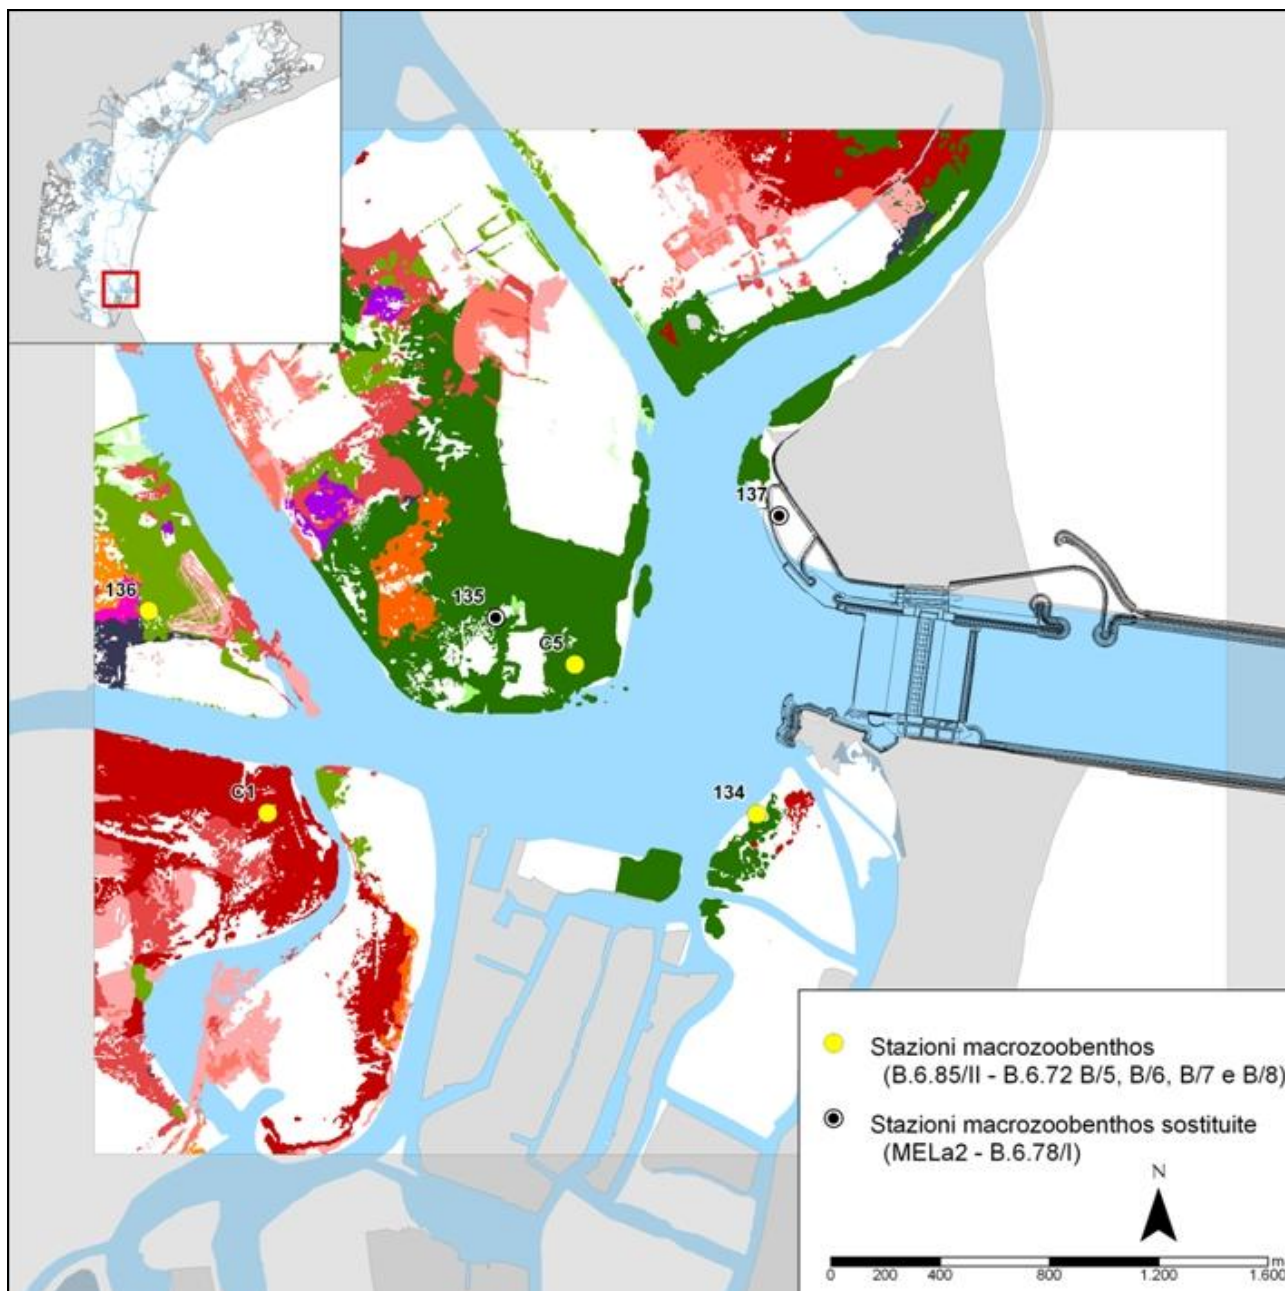 137
136
135
C5
C1
134
Stazioni macrozoobenthos
(B.6.85/II - B.6.72 B/5, B/6, B/7 e B/8)
Stazioni macrozoobenthos sostituite
(MELa2 - B.6.78/I)
N
m
0 200 400 800 1.200 1.600